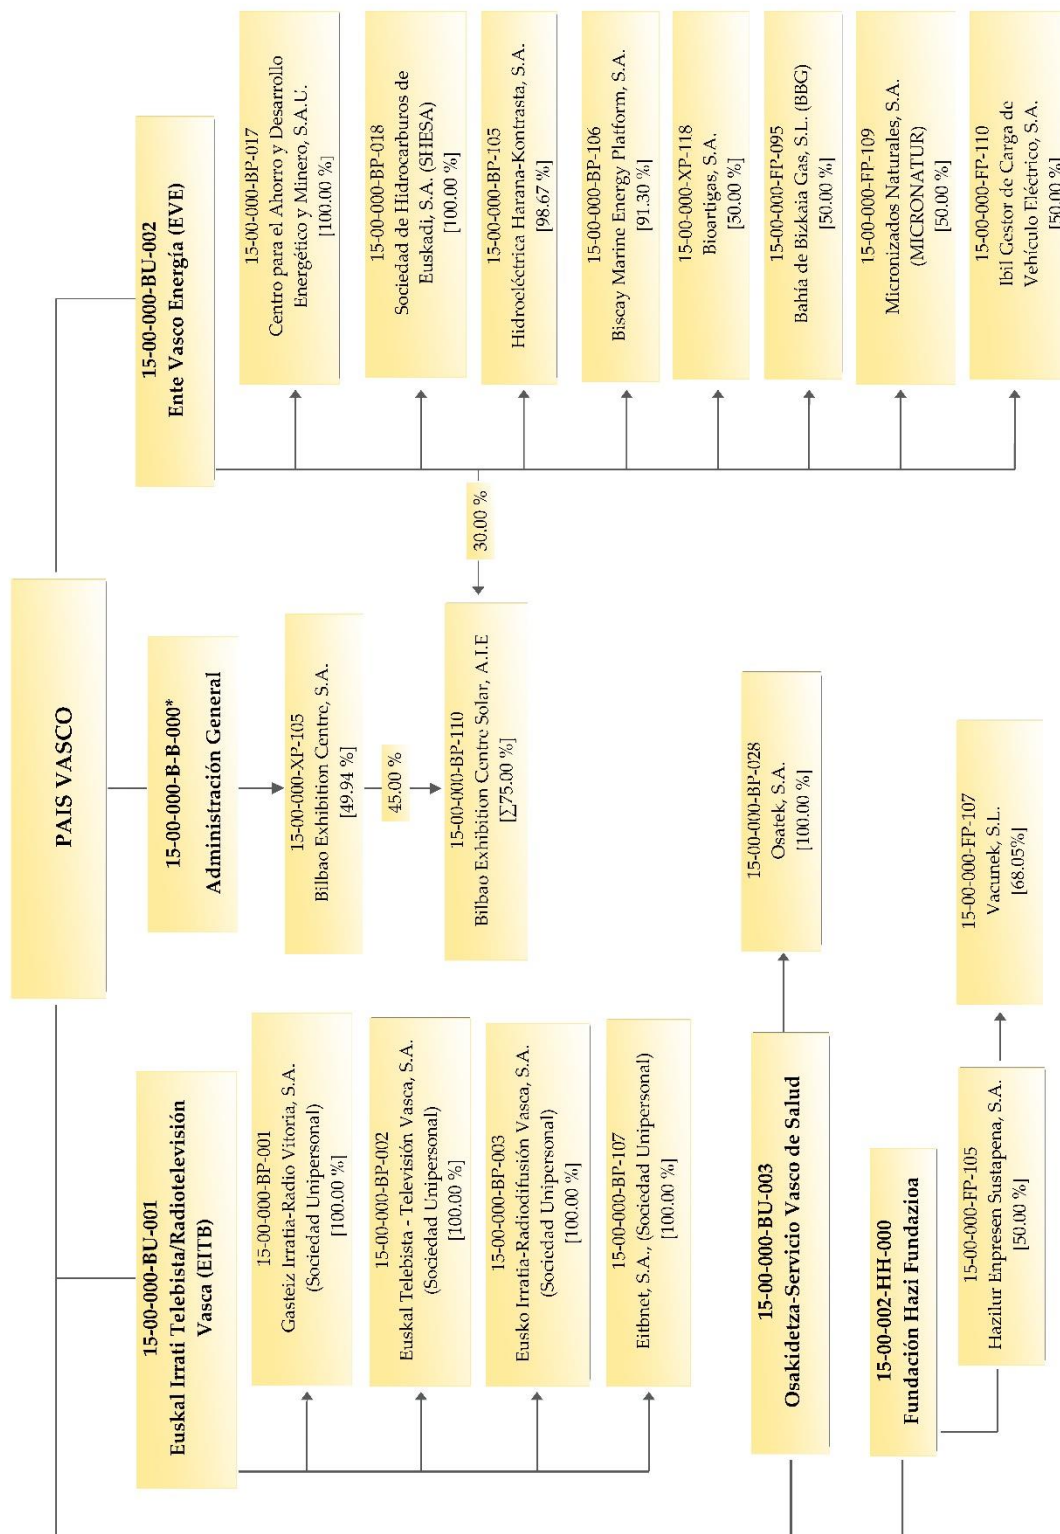 PAIS VASCO
15-00-000-BU-001
Euskal Irrati Telebista/Radiotelevisión
Vasca (EITB)
15-00-000-BP-001
Gasteiz Irratia-Radio Vitoria, S.A.
(Sociedad Unipersonal)
[100.00 %]
15-00-000-BP-002
Euskal Telebista - Televisión Vasca, S.A.
(Sociedad Unipersonal)
[100.00 %]
15-00-000-BP-003
Eusko Irratia-Radiodifusión Vasca, S.A.
(Sociedad Unipersonal)
[100.00 %]
15-00-000-BP-107
Eitbnet, S.A., (Sociedad Unipersonal)
[100.00 %]
15-00-000-B-B-000*
Administración General
15-00-000-XP-105
Bilbao Exhibition Centre, S.A.
[49.94 %]
45.00 %
15-00-000-BP-110
Bilbao Exhibition Centre Solar, A.I.E
[∑75.00 %]
30.00 %
15-00-000-BU-002
Ente Vasco Energía (EVE)
15-00-000-BP-017
Centro para el Ahorro y Desarrollo
Energético y Minero, S.A.U.
[100.00 %]
15-00-000-BP-018
Sociedad de Hidrocarburos de
Euskadi, S.A. (SHESA)
[100.00 %]
15-00-000-BP-105
Hidroeléctrica Harana-Kontrasta, S.A.
[98.67 %]
15-00-000-BP-106
Biscay Marine Energy Platform, S.A.
[91.30 %]
15-00-000-XP-118
Bioartigas, S.A.
[50.00 %]
15-00-000-FP-095
Bahía de Bizkaia Gas, S.L. (BBG)
[50.00 %]
15-00-000-FP-109
Micronizados Naturales, S.A.
(MICRONATUR)
[50.00 %]
15-00-000-FP-110
Ibil Gestor de Carga de
Vehículo Eléctrico, S.A.
[50.00 %]
15-00-000-BU-003
Osakidetza-Servicio Vasco de Salud
15-00-000-BP-028
Osatek, S.A.
[100.00 %]
15-00-002-HH-000
Fundación Hazi Fundazioa
15-00-000-FP-105
Hazilur Enpresen Sustapena, S.A.
[50.00 %]
15-00-000-FP-107
Vacunek, S.L.
[68.05%]